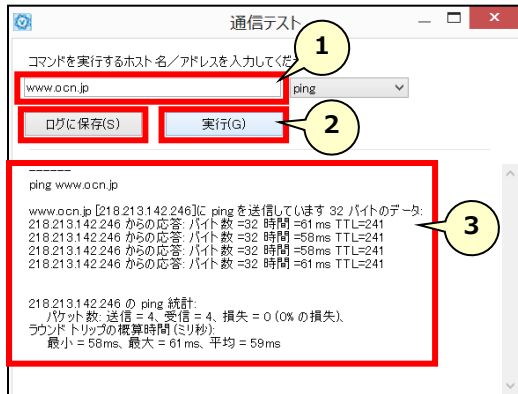 通信テスト
コマンドを実行するホスト名／アドレスを入力してくだ
1
www.ocn.jp
ping
ログに保存(S)
実行(G)
2
------
ping www.ocn.jp
www.ocn.jp [218.213.142.246]に ping を送信しています 32 バイトのデータ:
218.213.142.246 からの応答: バイト数 =32 時間 =61ms TTL=241
218.213.142.246 からの応答: バイト数 =32 時間 =58ms TTL=241
218.213.142.246 からの応答: バイト数 =32 時間 =58ms TTL=241
218.213.142.246 からの応答: バイト数 =32 時間 =61ms TTL=241
3
218.213.142.246 の ping 統計:
パケット数: 送信 = 4、受信 = 4、損失 = 0 (0% の損失)、
ラウンド トリップの概算時間 (ミリ秒):
最小 = 58ms、最大 = 61ms、平均 = 59ms